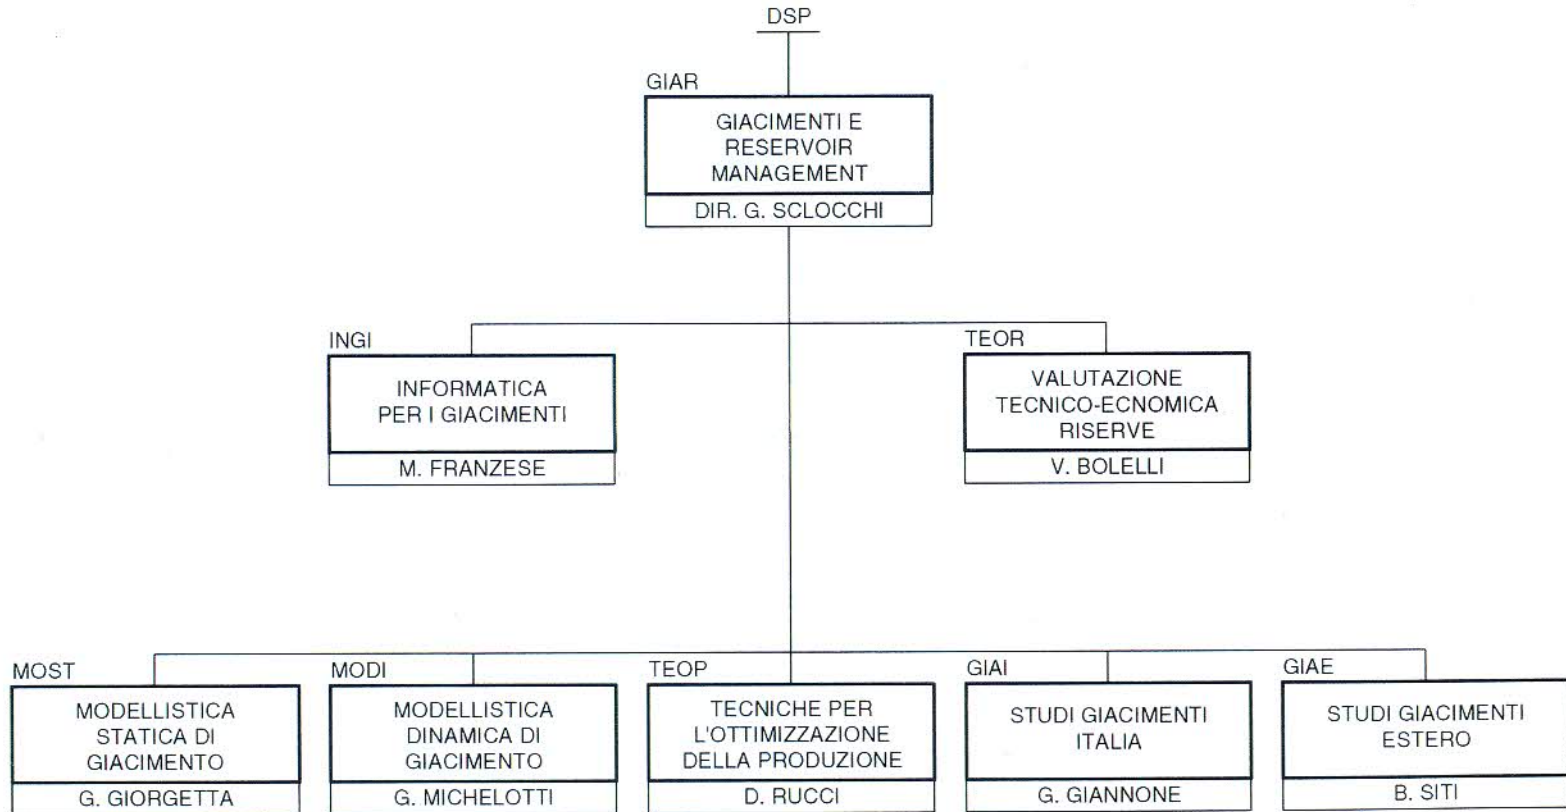 DSP
GIAR
GIACIMENTI E
RESERVOIR
MANAGEMENT
DIR. G. SCLOCCHI
INGI
INFORMATICA
PER I GIACIMENTI
M. FRANZESE
TEOR
VALUTAZIONE
TECNICO-ECNOMICA
RISERVE
V. BOLELLI
MOST
MODELLISTICA
STATICA DI
GIACIMENTO
G. GIORGETTA
MODI
MODELLISTICA
DINAMICA DI
GIACIMENTO
G. MICHELOTTI
TEOP
TECNICHE PER
L'OTTIMIZZAZIONE
DELLA PRODUZIONE
D. RUCCI
GIAI
STUDI GIACIMENTI
ITALIA
G. GIANNONE
GIAE
STUDI GIACIMENTI
ESTERO
B. SITI